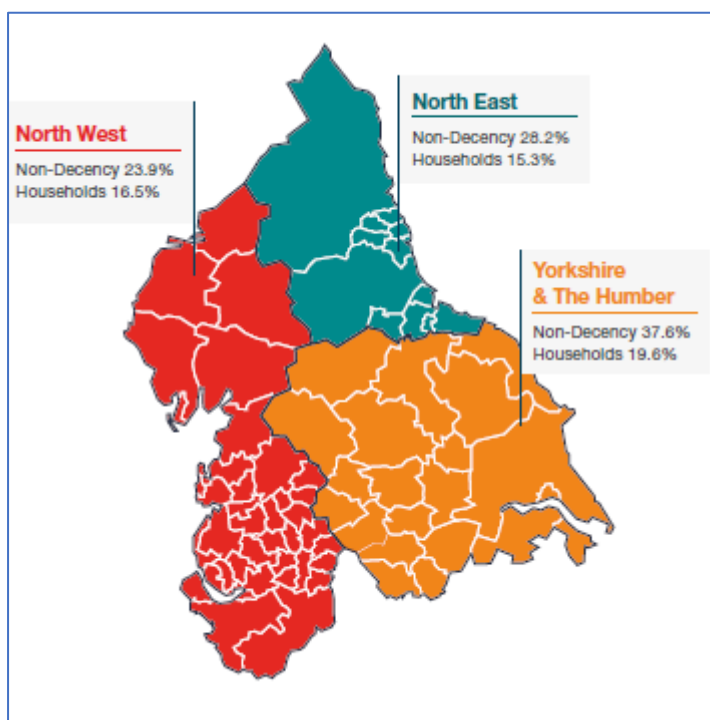 North West
Non-Decency 23.9%
Households 16.5%
North East
Non-Decency 28.2%
Households 15.3%
Yorkshire
& The Humber
Non-Decency 37.6%
Households 19.6%